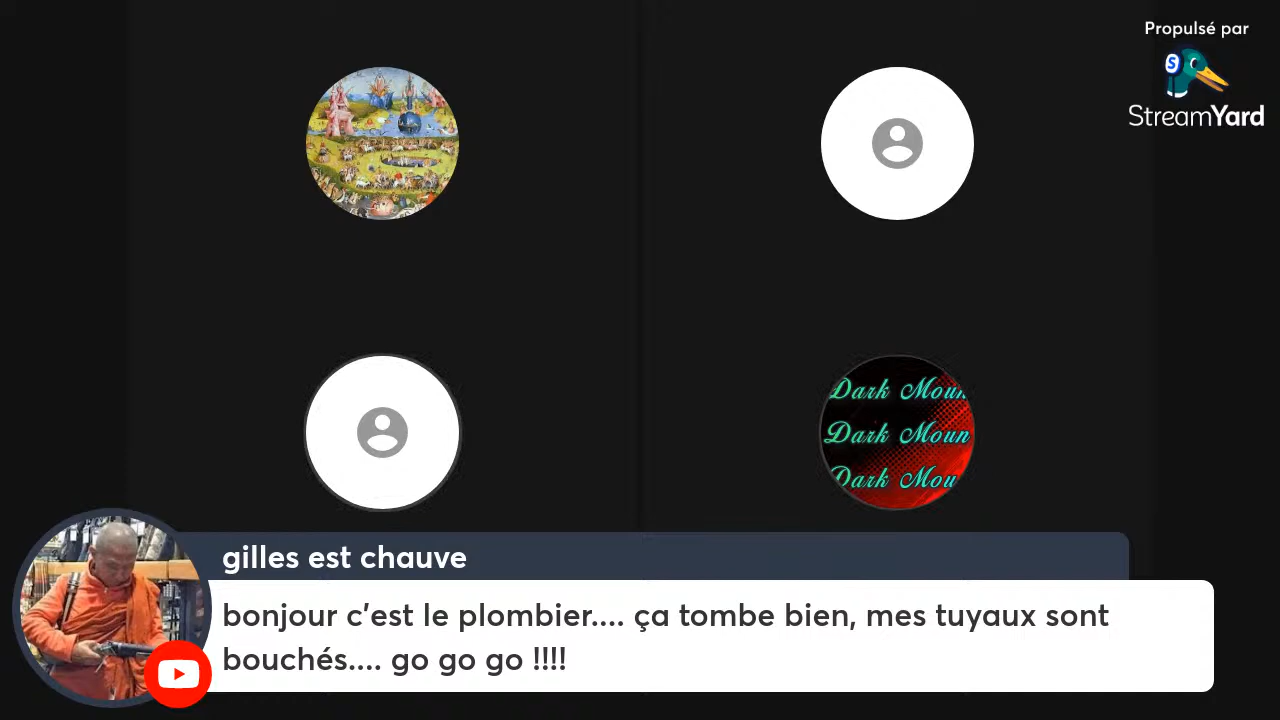 Propulsé par
S
StreamYard
Dark Moun
Dark Moun
Dark Mou
gilles est chauve
bonjour c'est le plombier.... ça tombe bien, mes tuyaux sont
bouchés.... go go go !!!!